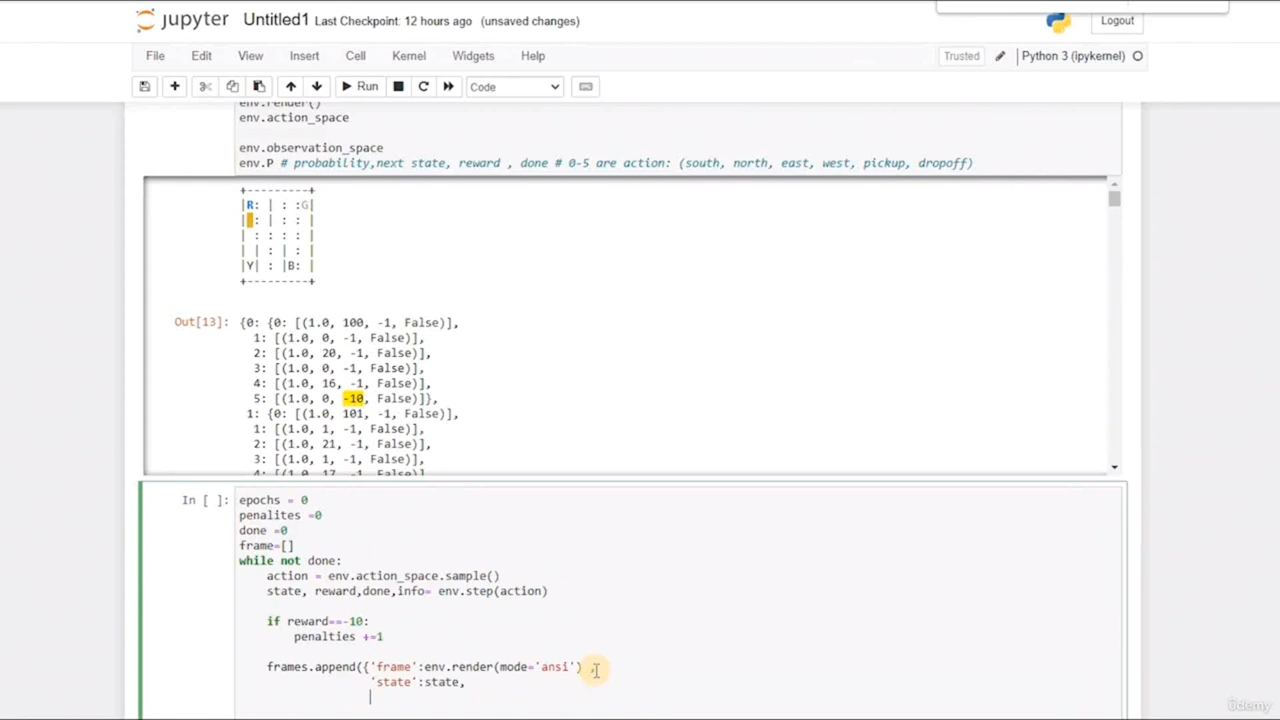 jupyter Untitled1 Last Checkpoint: 12 hours ago (unsaved changes)
Logout
File Edit View Insert Cell Kernel Widgets Help
Trusted Python 3 (ipykernel)
Run Code
env.render()
env.action_space
env.observation_space
env.P # probability,next state, reward , done # 0-5 are action: (south, north, east, west, pickup, dropoff)
+---------+
|R: | : :G|
| : | : : |
| : : : : |
| | : | : |
|Y| : |B: |
+---------+
Out[13]: {0: {0: [(1.0, 100, -1, False)],
1: [(1.0, 0, -1, False)],
2: [(1.0, 20, -1, False)],
3: [(1.0, 0, -1, False)],
4: [(1.0, 16, -1, False)],
5: [(1.0, 0, -10, False)]},
1: {0: [(1.0, 101, -1, False)],
1: [(1.0, 1, -1, False)],
2: [(1.0, 21, -1, False)],
3: [(1.0, 1, -1, False)],
4: [(1.0, 17, -1, False)]
In [ ]: epochs = 0
penalites =0
done =0
frame=[]
while not done:
action = env.action_space.sample()
state, reward,done,info= env.step(action)
if reward==-10:
penalties +=1
frames.append({'frame':env.render(mode='ansi') ,
'state':state,
ûdemy